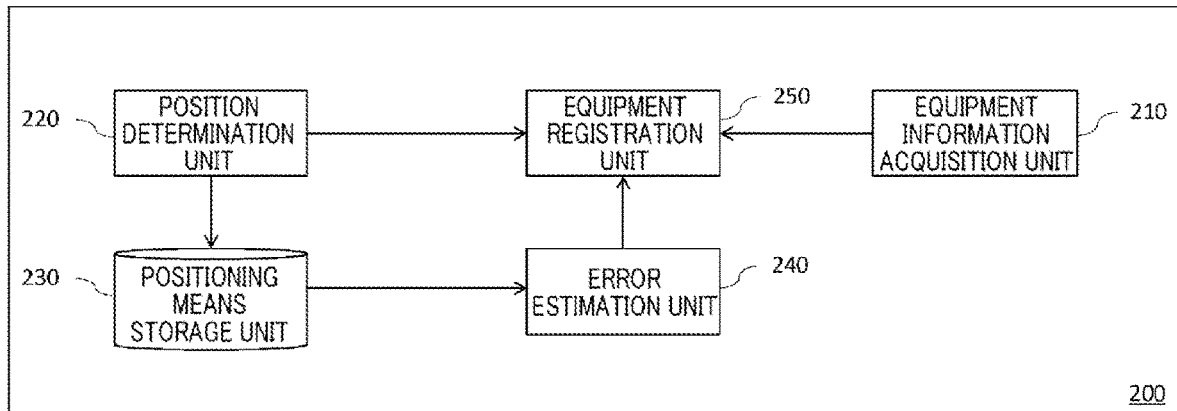 220
POSITION
DETERMINATION
UNIT
250
EQUIPMENT
REGISTRATION
UNIT
EQUIPMENT
INFORMATION
ACQUISITION UNIT
210
230
POSITIONING
MEANS
STORAGE UNIT
240
ERROR
ESTIMATION UNIT
200